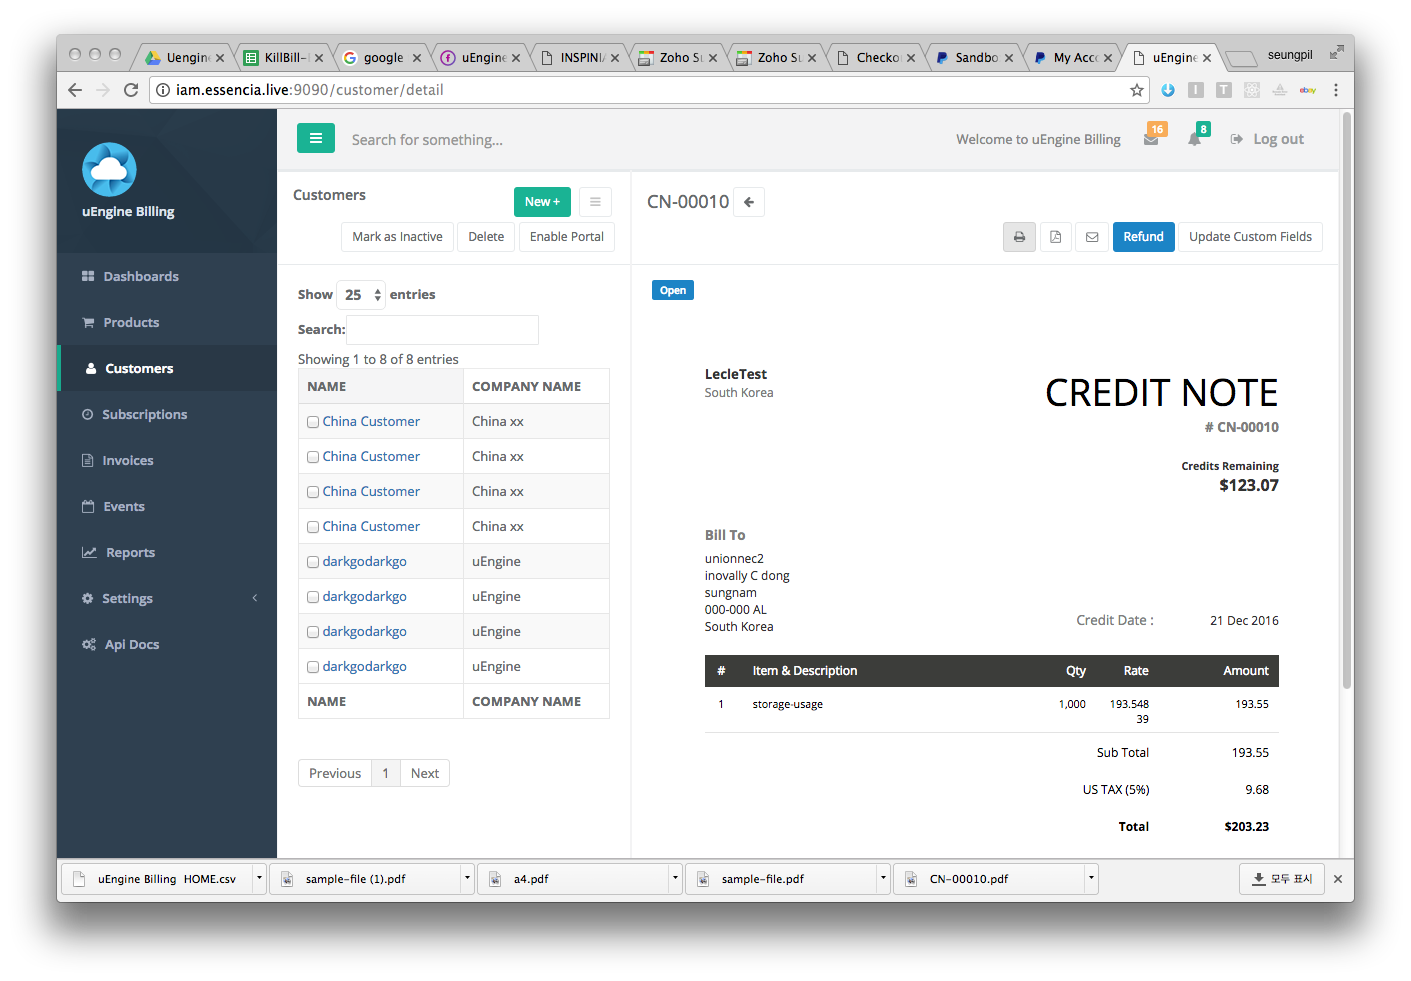 Uengine
KillBill-
google
uEngine
INSPINI
Zoho Su
Zoho Su
Checko
Sandbo
My Acc
uEngine
seungpil
iam.essencia.live:9090/customer/detail
I
T
ebay
uEngine Billing
Search for something...
Welcome to uEngine Billing
16
8
Log out
Dashboards
Products
Customers
Subscriptions
Invoices
Events
Reports
Settings
Api Docs
Customers
New +
Mark as Inactive
Delete
Enable Portal
Show 25 entries
Search:
Showing 1 to 8 of 8 entries
NAME COMPANY NAME
China Customer China xx
China Customer China xx
China Customer China xx
China Customer China xx
darkgodarkgo uEngine
darkgodarkgo uEngine
darkgodarkgo uEngine
darkgodarkgo uEngine
NAME COMPANY NAME
Previous 1 Next
CN-00010
Refund
Update Custom Fields
Open
LecleTest
South Korea
CREDIT NOTE
# CN-00010
Credits Remaining
$123.07
Bill To
unionnec2
inovally C dong
sungnam
000-000 AL
South Korea
Credit Date : 21 Dec 2016
# Item & Description Qty Rate Amount
1 storage-usage 1,000 193.548 193.55
39
Sub Total 193.55
US TAX (5%) 9.68
Total $203.23
uEngine Billing HOME.csv
sample-file (1).pdf
a4.pdf
sample-file.pdf
CN-00010.pdf
모두 표시